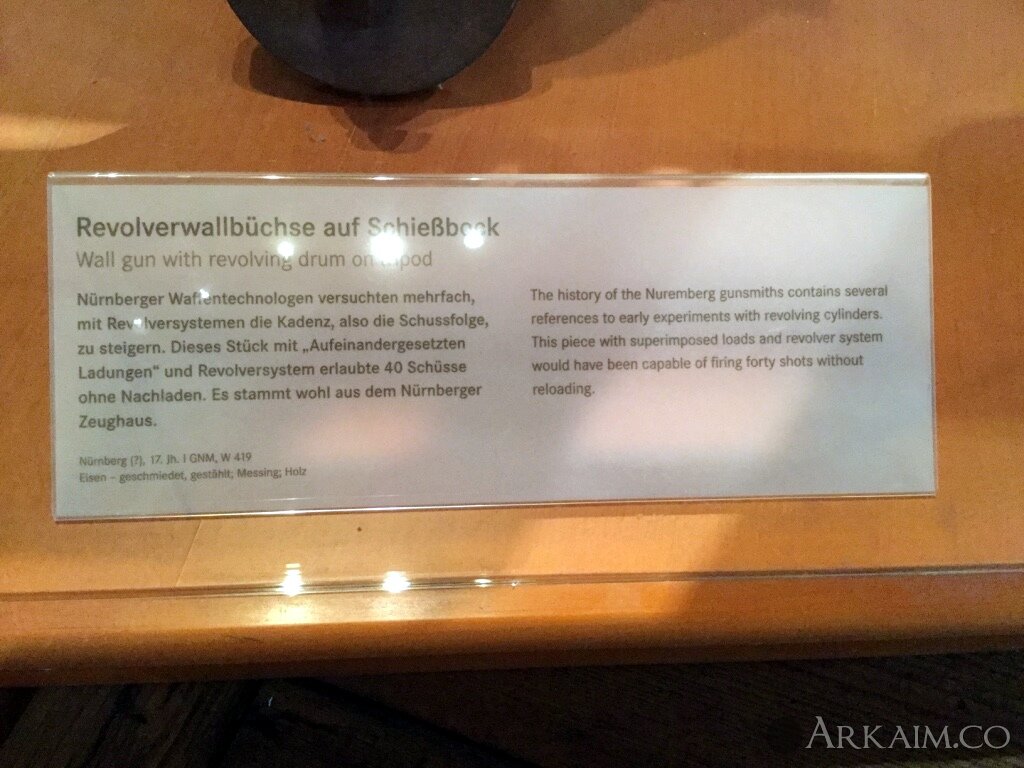 Revolverwallbüchse auf Schießbock
Wall gun with revolving drum on tripod
Nürnberger Waffentechnologen versuchten mehrfach,
mit Revolversystemen die Kadenz, also die Schussfolge,
zu steigern. Dieses Stück mit „Aufeinandergesetzten
Ladungen“ und Revolversystem erlaubte 40 Schüsse
ohne Nachladen. Es stammt wohl aus dem Nürnberger
Zeughaus.
Nürnberg (?), 17. Jh. I GNM, W 419
Eisen – geschmiedet, gestählt; Messing; Holz
The history of the Nuremberg gunsmiths contains several
references to early experiments with revolving cylinders.
This piece with superimposed loads and revolver system
would have been capable of firing forty shots without
reloading.
ARKAIM.CO